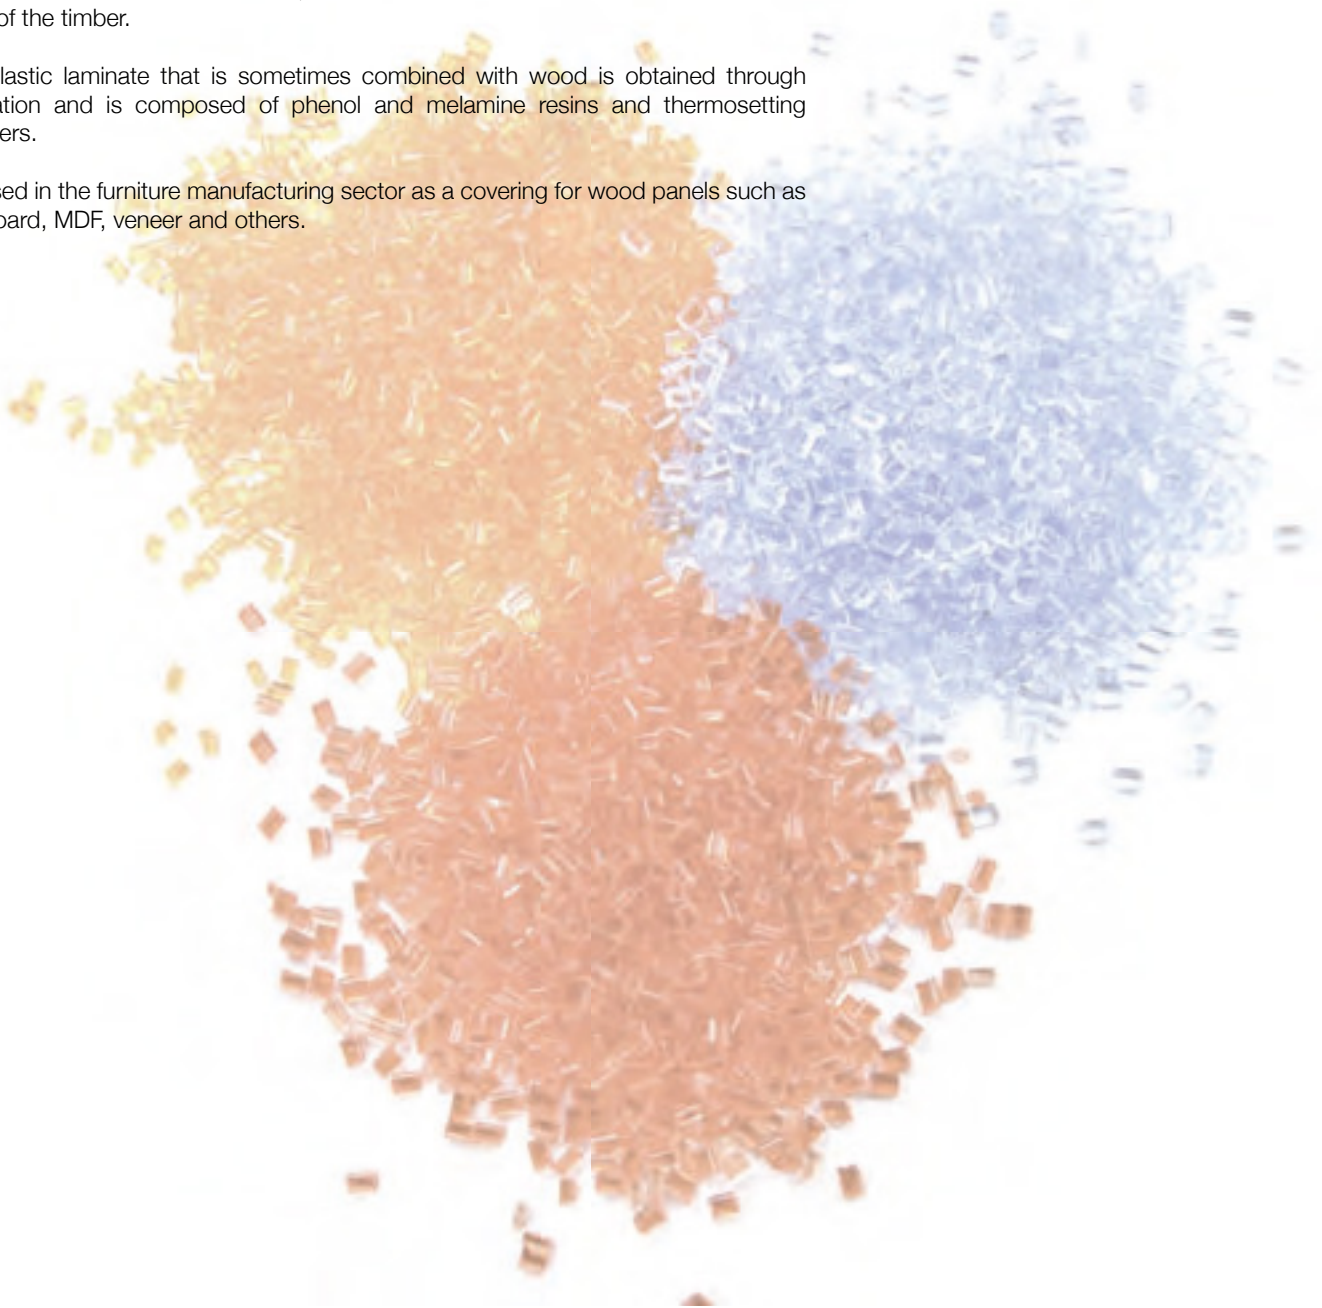 of the timber.
lastic laminate that is sometimes combined with wood is obtained through
ation and is composed of phenol and melamine resins and thermosetting
ers.
sed in the furniture manufacturing sector as a covering for wood panels such as
oard, MDF, veneer and others.